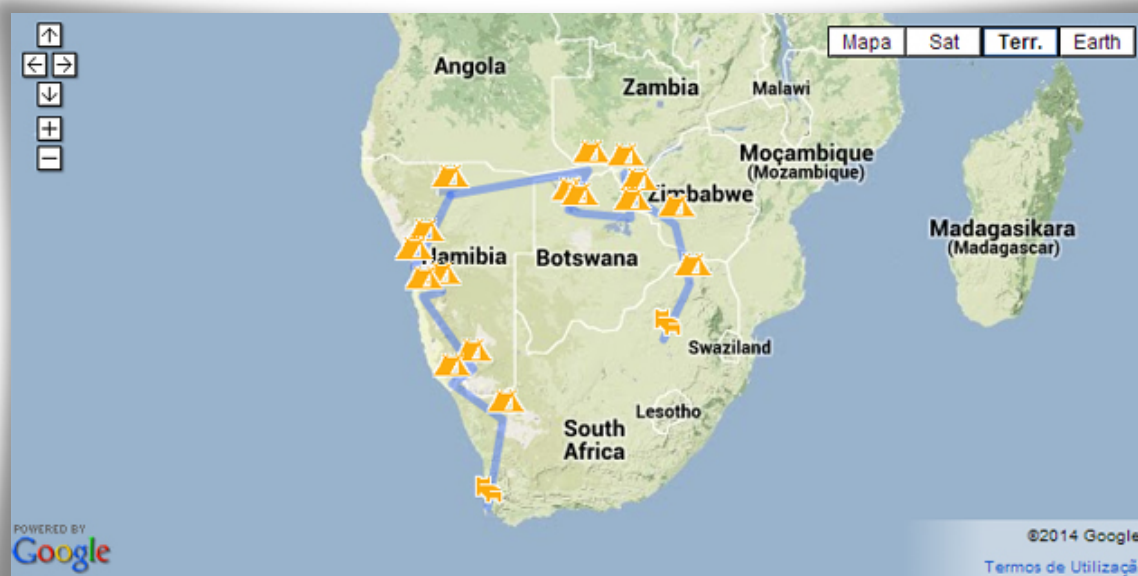 Mapa Sat Terr. Earth
Angola
Zambia
Malawi
Moçambique
(Mozambique)
Zimbabwe
Madagasikara
(Madagascar)
Namibia
Botswana
Swaziland
Lesotho
South
Africa
POWERED BY
Google
©2014 Google
Termos de Utilizaçã